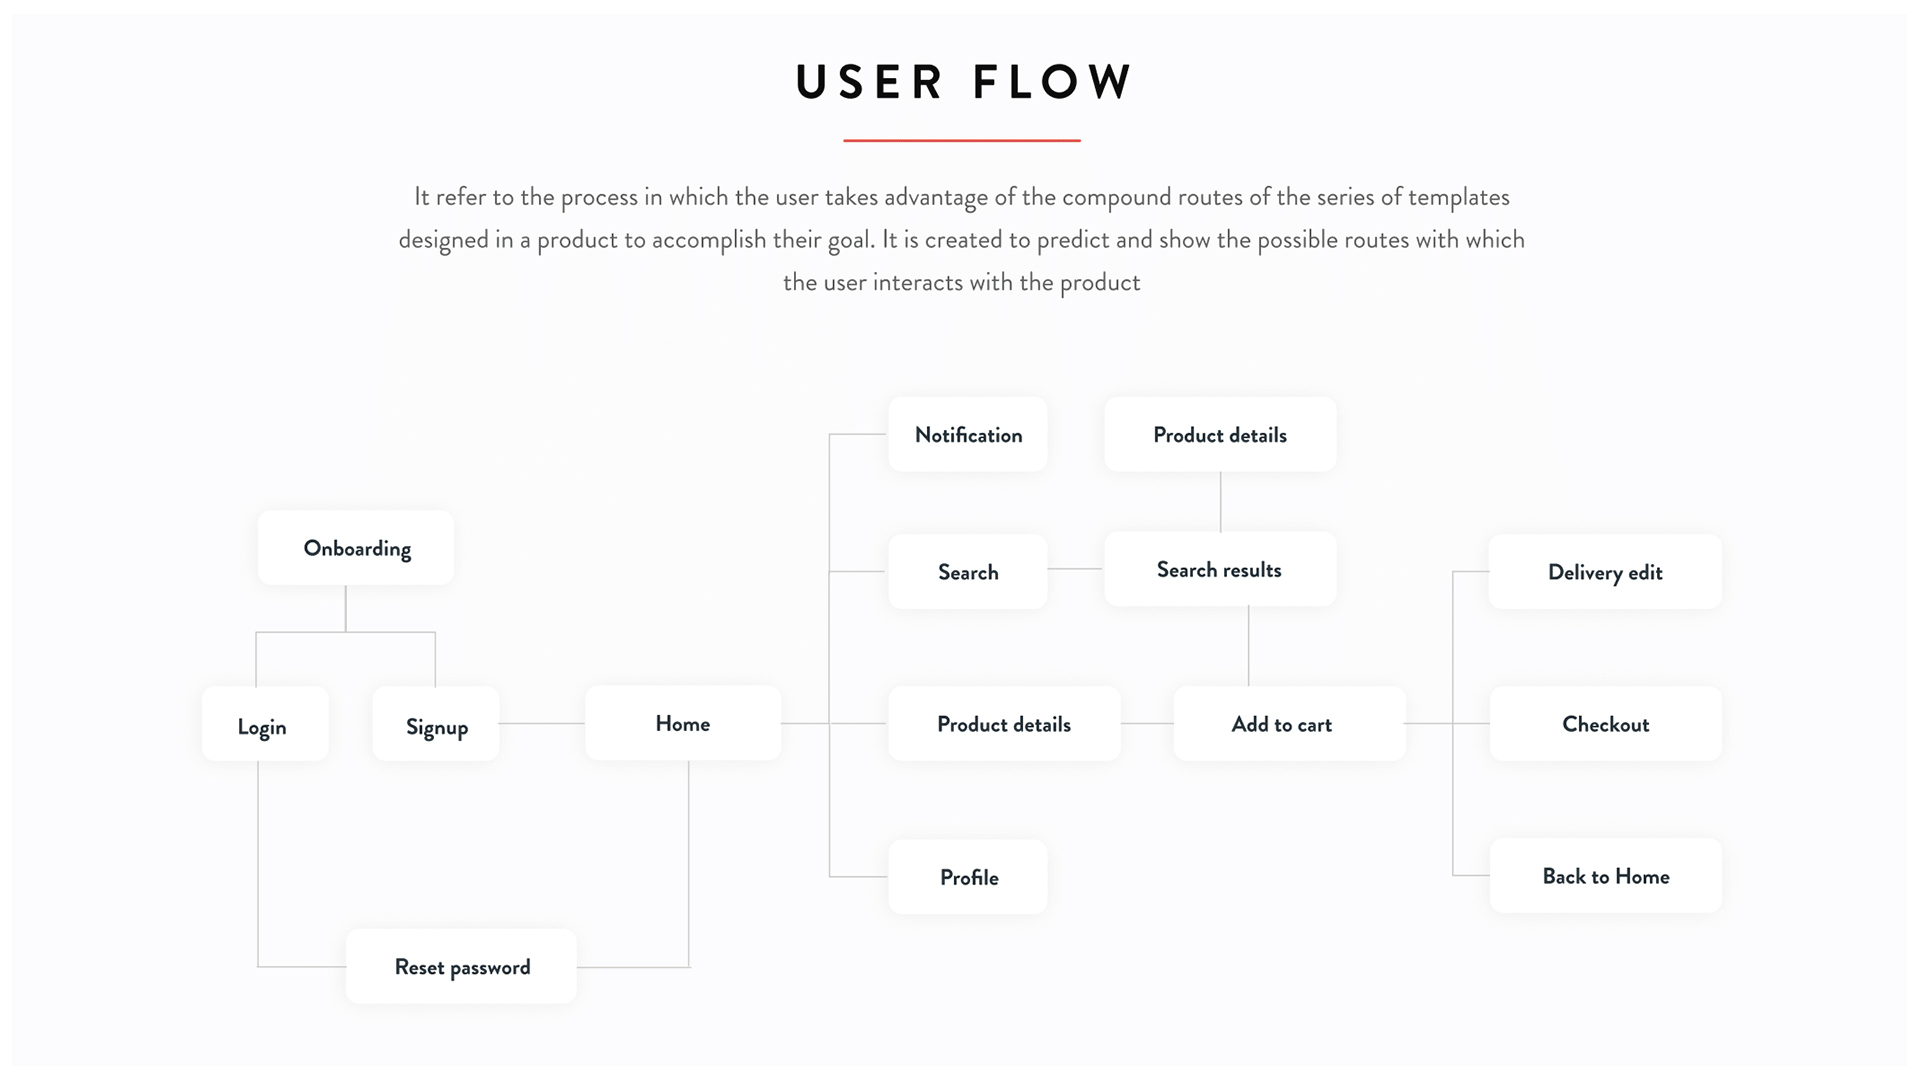 USER FLOW
It refer to the process in which the user takes advantage of the compound routes of the series of templates
designed in a product to accomplish their goal. It is created to predict and show the possible routes with which
the user interacts with the product
Notification
Product details
Onboarding
Search
Search results
Delivery edit
Login
Signup
Home
Product details
Add to cart
Checkout
Profile
Back to Home
Reset password